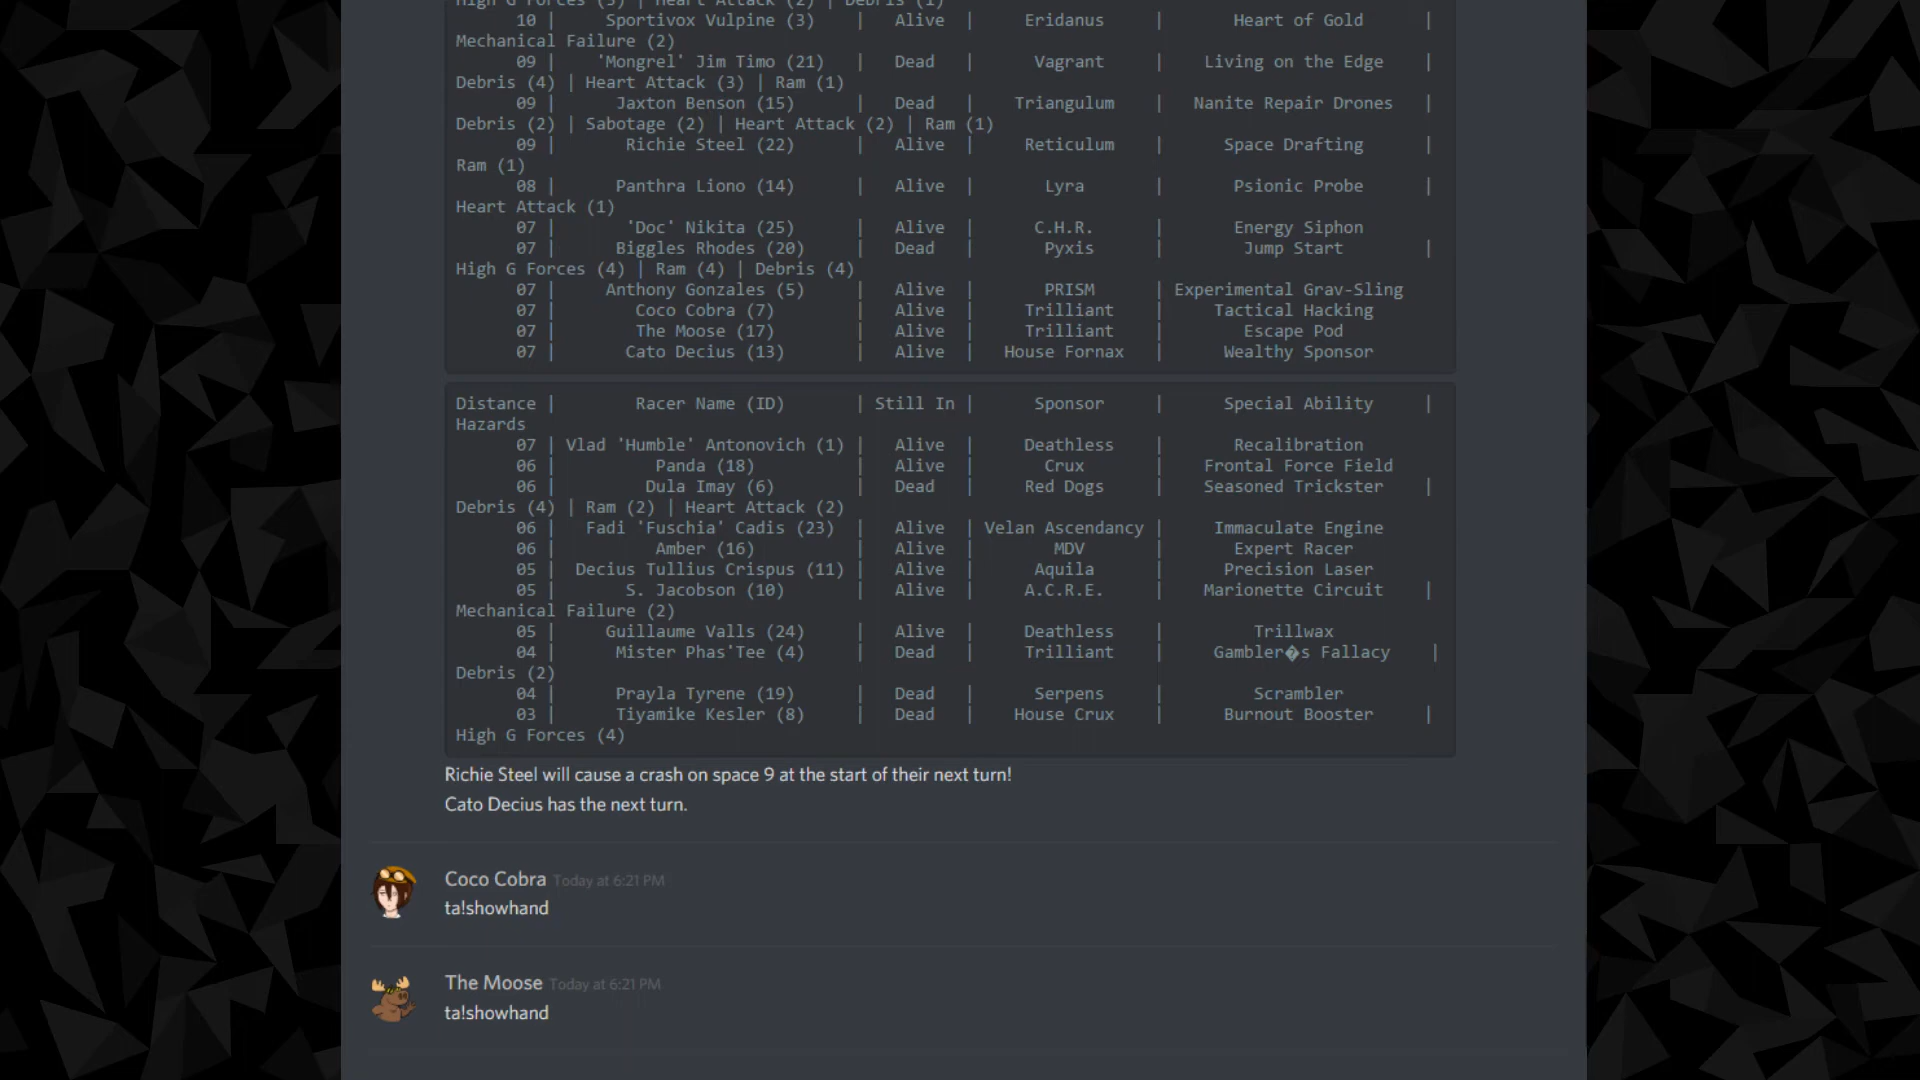 High G Forces (3) | Heart Attack (2) | Debris (1)
10 | Sportivox Vulpine (3) | Alive | Eridanus | Heart of Gold |
Mechanical Failure (2)
09 | 'Mongrel' Jim Timo (21) | Dead | Vagrant | Living on the Edge |
Debris (4) | Heart Attack (3) | Ram (1)
09 | Jaxton Benson (15) | Dead | Triangulum | Nanite Repair Drones |
Debris (2) | Sabotage (2) | Heart Attack (2) | Ram (1)
09 | Richie Steel (22) | Alive | Reticulum | Space Drafting |
Ram (1)
08 | Panthra Liono (14) | Alive | Lyra | Psionic Probe |
Heart Attack (1)
07 | 'Doc' Nikita (25) | Alive | C.H.R. | Energy Siphon
07 | Biggles Rhodes (20) | Dead | Pyxis | Jump Start |
High G Forces (4) | Ram (4) | Debris (4)
07 | Anthony Gonzales (5) | Alive | PRISM | Experimental Grav-Sling
07 | Coco Cobra (7) | Alive | Trilliant | Tactical Hacking
07 | The Moose (17) | Alive | Trilliant | Escape Pod
07 | Cato Decius (13) | Alive | House Fornax | Wealthy Sponsor
Distance | Racer Name (ID) | Still In | Sponsor | Special Ability |
Hazards
07 | Vlad 'Humble' Antonovich (1) | Alive | Deathless | Recalibration
06 | Panda (18) | Alive | Crux | Frontal Force Field
06 | Dula Imay (6) | Dead | Red Dogs | Seasoned Trickster |
Debris (4) | Ram (2) | Heart Attack (2)
06 | Fadi 'Fuschia' Cadis (23) | Alive | Velan Ascendancy | Immaculate Engine
06 | Amber (16) | Alive | MDV | Expert Racer
05 | Decius Tullius Crispus (11) | Alive | Aquila | Precision Laser
05 | S. Jacobson (10) | Alive | A.C.R.E. | Marionette Circuit |
Mechanical Failure (2)
05 | Guillaume Valls (24) | Alive | Deathless | Trillwax
04 | Mister Phas'Tee (4) | Dead | Trilliant | Gambler�s Fallacy |
Debris (2)
04 | Prayla Tyrene (19) | Dead | Serpens | Scrambler
03 | Tiyamike Kesler (8) | Dead | House Crux | Burnout Booster |
High G Forces (4)
Richie Steel will cause a crash on space 9 at the start of their next turn!
Cato Decius has the next turn.
Coco Cobra Today at 6:21 PM
ta!showhand
The Moose Today at 6:21 PM
ta!showhand